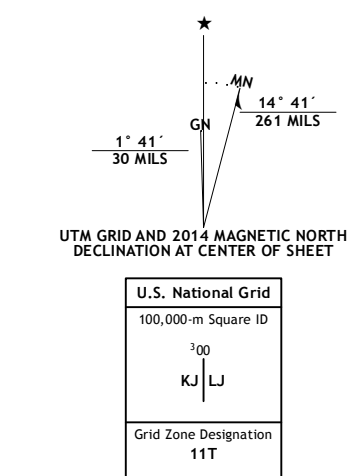 ★
MN
GN
1° 41´
30 MILS
14° 41´
261 MILS
UTM GRID AND 2014 MAGNETIC NORTH
DECLINATION AT CENTER OF SHEET
U.S. National Grid
100,000-m Square ID
³00
KJ LJ
Grid Zone Designation
11T